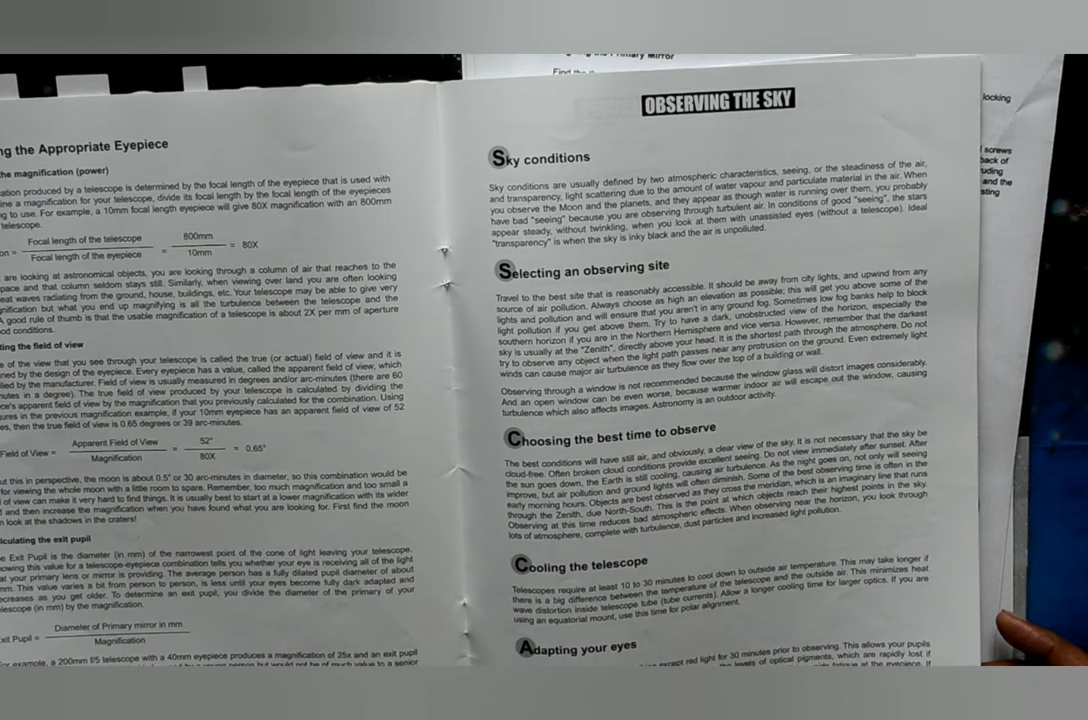 ng the Appropriate Eyepiece
the magnification (power)
ation produced by a telescope is determined by the focal length of the eyepiece that is used with
ine a magnification for your telescope, divide its focal length by the focal length of the eyepieces
g to use. For example, a 10mm focal length eyepiece will give 80X magnification with an 800mm
telescope.
on = Focal length of the telescope / Focal length of the eyepiece = 800mm / 10mm = 80X
are looking at astronomical objects, you are looking through a column of air that reaches to the
pace and that column seldom stays still. Similarly, when viewing over land you are often looking
eat waves radiating from the ground, house, buildings, etc. Your telescope may be able to give very
gnification but what you end up magnifying is all the turbulence between the telescope and the
A good rule of thumb is that the usable magnification of a telescope is about 2X per mm of aperture
od conditions.
ting the field of view
e of the view that you see through your telescope is called the true (or actual) field of view and it is
ned by the design of the eyepiece. Every eyepiece has a value, called the apparent field of view, which
lied by the manufacturer. Field of view is usually measured in degrees and/or arc-minutes (there are 60
nutes in a degree). The true field of view produced by your telescope is calculated by dividing the
ce's apparent field of view by the magnification that you previously calculated for the combination. Using
gures in the previous magnification example, if your 10mm eyepiece has an apparent field of view of 52
es, then the true field of view is 0.65 degrees or 39 arc-minutes.
Field of View = Apparent Field of View / Magnification = 52° / 80X = 0.65°
ut this in perspective, the moon is about 0.5° or 30 arc-minutes in diameter, so this combination would be
for viewing the whole moon with a little room to spare. Remember, too much magnification and too small a
l of view can make it very hard to find things. It is usually best to start at a lower magnification with its wider
and then increase the magnification when you have found what you are looking for. First find the moon
n look at the shadows in the craters!
lculating the exit pupil
e Exit Pupil is the diameter (in mm) of the narrowest point of the cone of light leaving your telescope.
nowing this value for a telescope-eyepiece combination tells you whether your eye is receiving all of the light
at your primary lens or mirror is providing. The average person has a fully dilated pupil diameter of about
mm. This value varies a bit from person to person, is less until your eyes become fully dark adapted and
ecreases as you get older. To determine an exit pupil, you divide the diameter of the primary of your
lescope (in mm) by the magnification.
xit Pupil = Diameter of Primary mirror in mm / Magnification
or example, a 200mm f/5 telescope with a 40mm eyepiece produces a magnification of 25x and an exit pupil
OBSERVING THE SKY
Sky conditions
Sky conditions are usually defined by two atmospheric characteristics, seeing, or the steadiness of the air,
and transparency, light scattering due to the amount of water vapour and particulate material in the air. When
you observe the Moon and the planets, and they appear as though water is running over them, you probably
have bad "seeing" because you are observing through turbulent air. In conditions of good "seeing", the stars
appear steady, without twinkling, when you look at them with unassisted eyes (without a telescope). Ideal
"transparency" is when the sky is inky black and the air is unpolluted.
Selecting an observing site
Travel to the best site that is reasonably accessible. It should be away from city lights, and upwind from any
source of air pollution. Always choose as high an elevation as possible; this will get you above some of the
lights and pollution and will ensure that you aren't in any ground fog. Sometimes low fog banks help to block
light pollution if you get above them. Try to have a dark, unobstructed view of the horizon, especially the
southern horizon if you are in the Northern Hemisphere and vice versa. However, remember that the darkest
sky is usually at the "Zenith", directly above your head. It is the shortest path through the atmosphere. Do not
try to observe any object when the light path passes near any protrusion on the ground. Even extremely light
winds can cause major air turbulence as they flow over the top of a building or wall.
Observing through a window is not recommended because the window glass will distort images considerably.
And an open window can be even worse, because warmer indoor air will escape out the window, causing
turbulence which also affects images. Astronomy is an outdoor activity.
Choosing the best time to observe
The best conditions will have still air, and obviously, a clear view of the sky. It is not necessary that the sky be
cloud-free. Often broken cloud conditions provide excellent seeing. Do not view immediately after sunset. After
the sun goes down, the Earth is still cooling, causing air turbulence. As the night goes on, not only will seeing
improve, but air pollution and ground lights will often diminish. Some of the best observing time is often in the
early morning hours. Objects are best observed as they cross the meridian, which is an imaginary line that runs
through the Zenith, due North-South. This is the point at which objects reach their highest points in the sky.
Observing at this time reduces bad atmospheric effects. When observing near the horizon, you look through
lots of atmosphere, complete with turbulence, dust particles and increased light pollution.
Cooling the telescope
Telescopes require at least 10 to 30 minutes to cool down to outside air temperature. This may take longer if
there is a big difference between the temperature of the telescope and the outside air. This minimizes heat
wave distortion inside telescope tube (tube currents). Allow a longer cooling time for larger optics. If you are
using an equatorial mount, use this time for polar alignment.
Adapting your eyes
except red light for 30 minutes prior to observing. This allows your pupils
levels of optical pigments, which are rapidly lost if
Primary Mirror
Find the
locking
screws
back of
uding
and the
sting